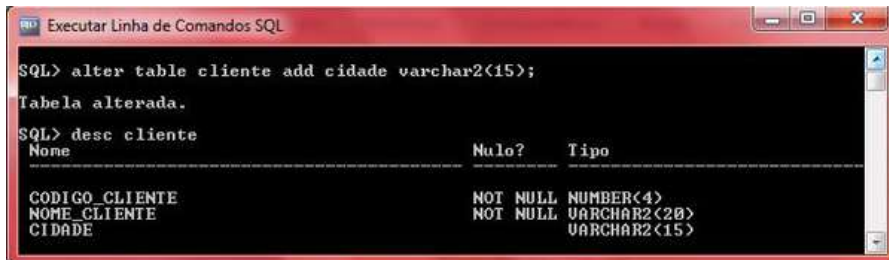 Executar Linha de Comandos SQL
SQL> alter table cliente add cidade varchar2(15);
Tabela alterada.
SQL> desc cliente
Nome Nulo? Tipo
CODIGO_CLIENTE NOT NULL NUMBER(4)
NOME_CLIENTE NOT NULL VARCHAR2(20)
CIDADE VARCHAR2(15)